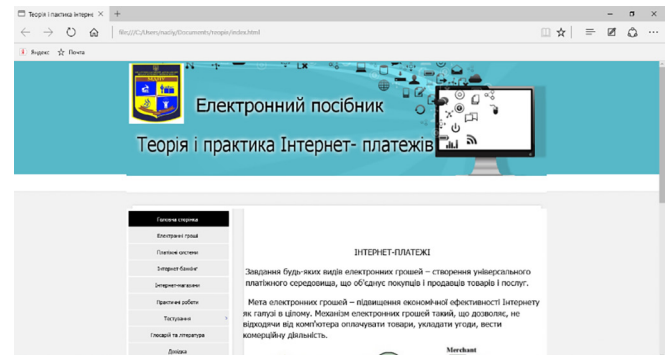 Теорія і практика інтерне
file:///C:/Users/nadiy/Documents/teopis/index.html
Яндекс
Почта
Електронний посібник
Теорія і практика Інтернет- платежів
Головна сторінка
Електронні гроші
Платіжні системи
Інтернет-банкінг
Інтернет-магазини
Практичні роботи
Тестування
Глосарій та література
Довідка
ІНТЕРНЕТ-ПЛАТЕЖІ
Завдання будь-яких видів електронних грошей – створення універсального
платіжного середовища, що об'єднує покупців і продавців товарів і послуг.
Мета електронних грошей – підвищення економічної ефективності Інтернету
як галузі в цілому. Механізм електронних грошей такий, що дозволяє, не
відходячи від комп'ютера оплачувати товари, укладати угоди, вести
комерційну діяльність.
Merchant